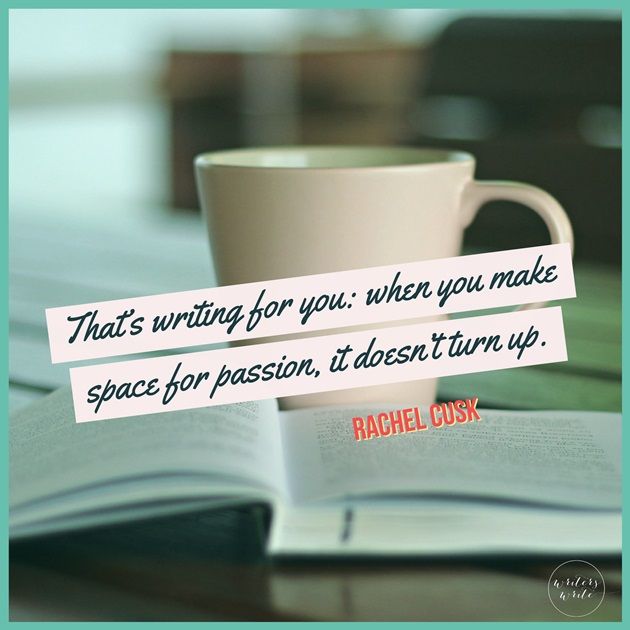 That's writing for you: when you make
space for passion, it doesn't turn up.
RACHEL CUSK
writers
write